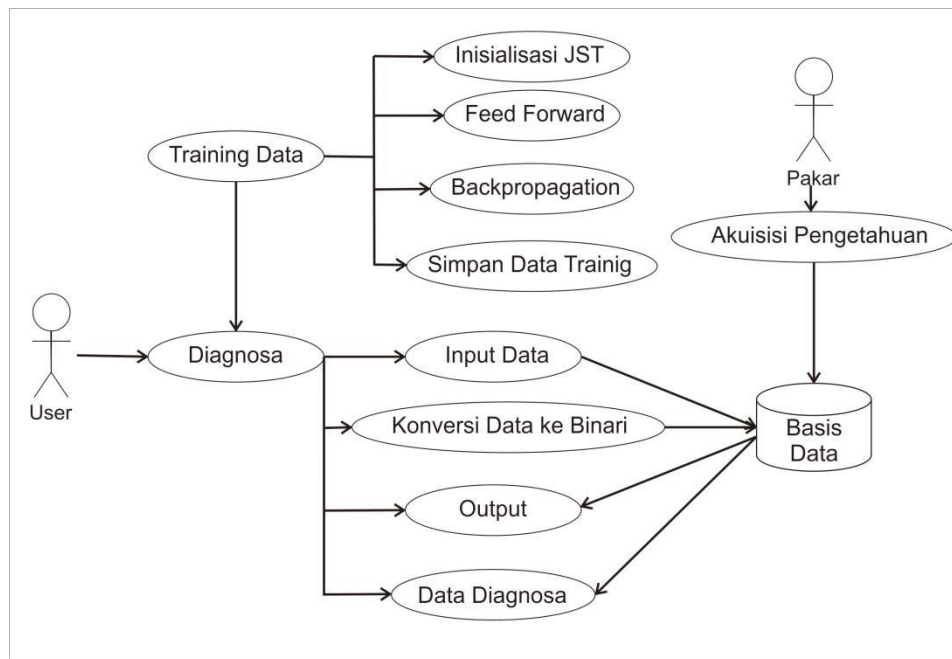 Inisialisasi JST
Feed Forward
Training Data
Backpropagation
Simpan Data Trainig
Pakar
Akuisisi Pengetahuan
User
Diagnosa
Input Data
Konversi Data ke Binari
Basis
Data
Output
Data Diagnosa